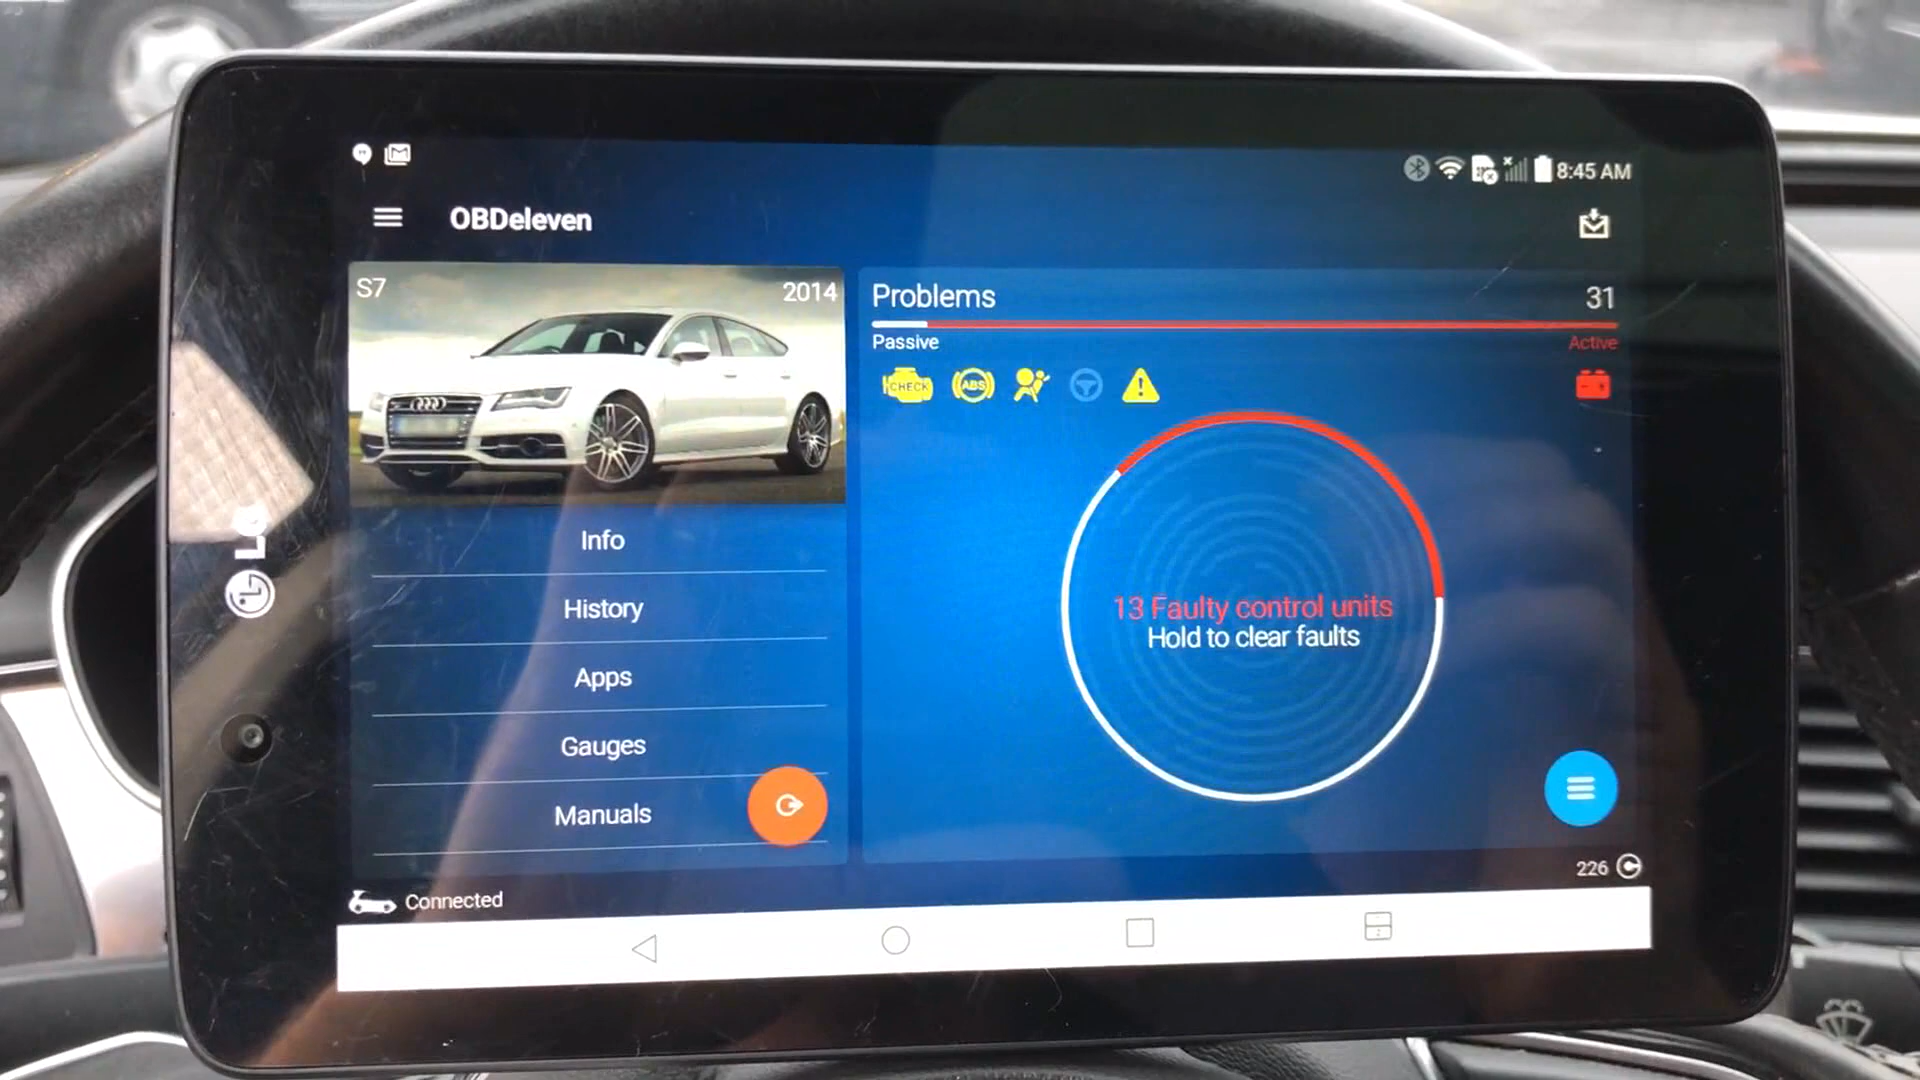 8:45 AM
OBDeleven
S7
2014
Problems
31
Passive
Active
CHECK
ABS
13 Faulty control units
Hold to clear faults
Info
History
Apps
Gauges
Manuals
226
Connected
LG